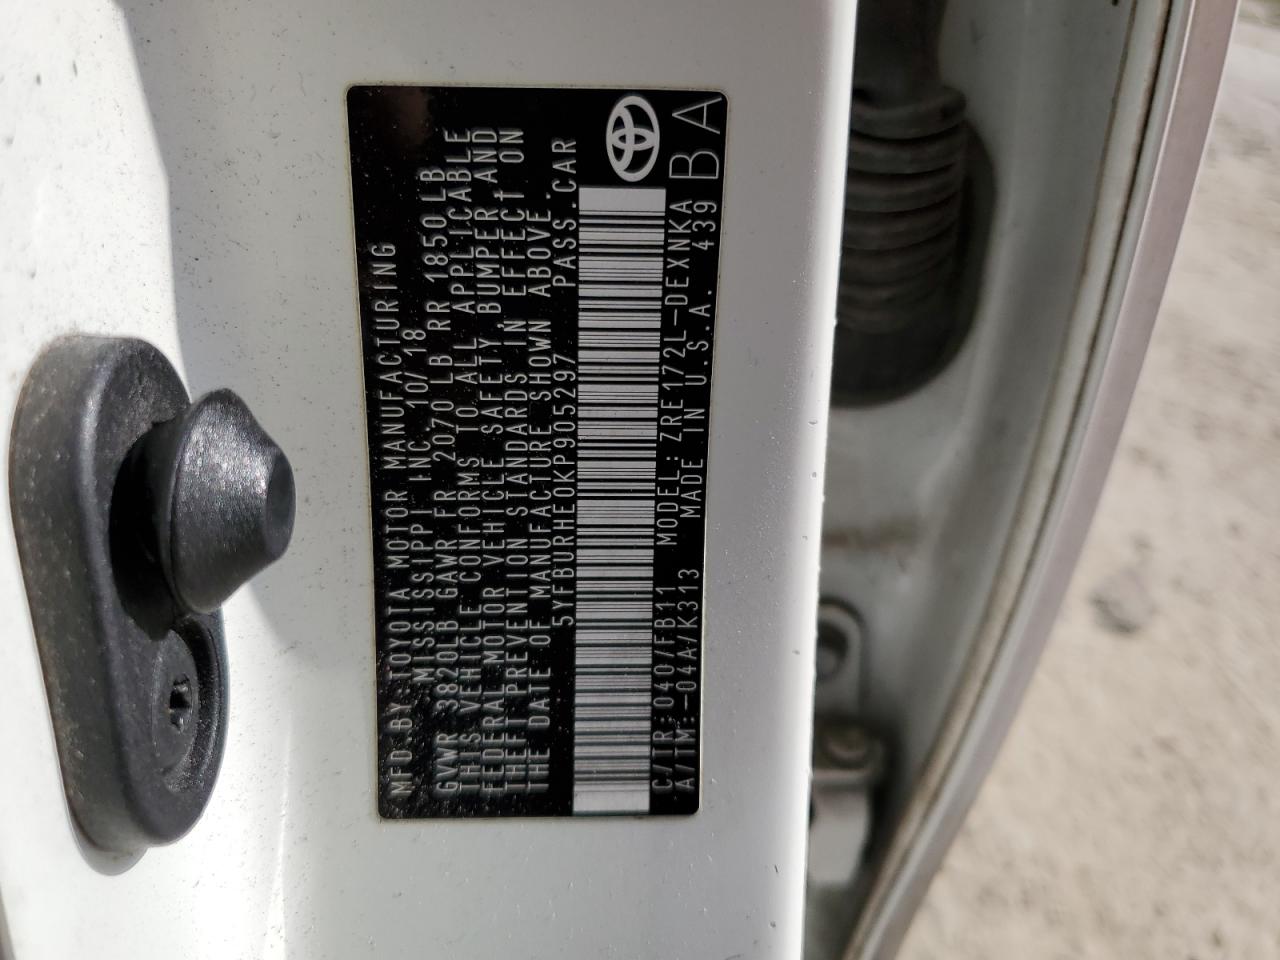 MFD.BY:TOYOTA MOTOR MANUFACTURING
MISSISSIPPI INC.10/18
GVWR 3820LB GAWR FR 2070 LB RR 1850LB
THIS VEHICLE CONFORMS TO ALL APPLICABLE
FEDERAL MOTOR VEHICLE SAFETY, BUMPER, AND
THEFT PREVENTION STANDARDS IN EFFECT ON
THE DATE OF MANUFACTURE SHOWN ABOVE.
5YFBURHE0KP905297 PASS.CAR
C/TR:040/FB11 MODEL:ZRE172L-DEXNKA
A/TM:-04A/K313 MADE IN U.S.A. 439
BA